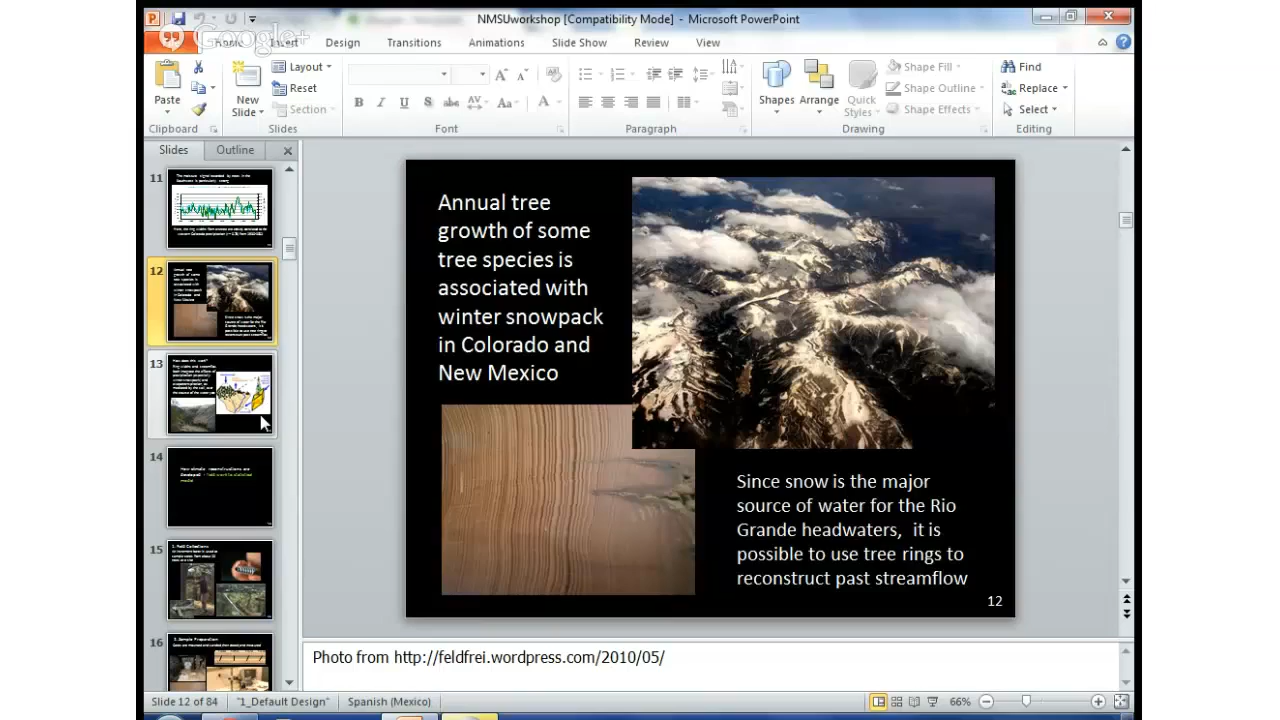 NMSUworkshop [Compatibility Mode] - Microsoft PowerPoint
Google+
Home Insert Design Transitions Animations Slide Show Review View
Paste
New Slide
Layout
Reset
Section
Shapes
Arrange
Quick Styles
Shape Fill
Shape Outline
Shape Effects
Find
Replace
Select
Clipboard Slides Font Paragraph Drawing Editing
Slides Outline
11
12
13
14
15
16
Annual tree
growth of some
tree species is
associated with
winter snowpack
in Colorado and
New Mexico
Since snow is the major
source of water for the Rio
Grande headwaters, it is
possible to use tree rings to
reconstruct past streamflow
12
Photo from http://feldfrei.wordpress.com/2010/05/
Slide 12 of 84 "1_Default Design" Spanish (Mexico) 66%